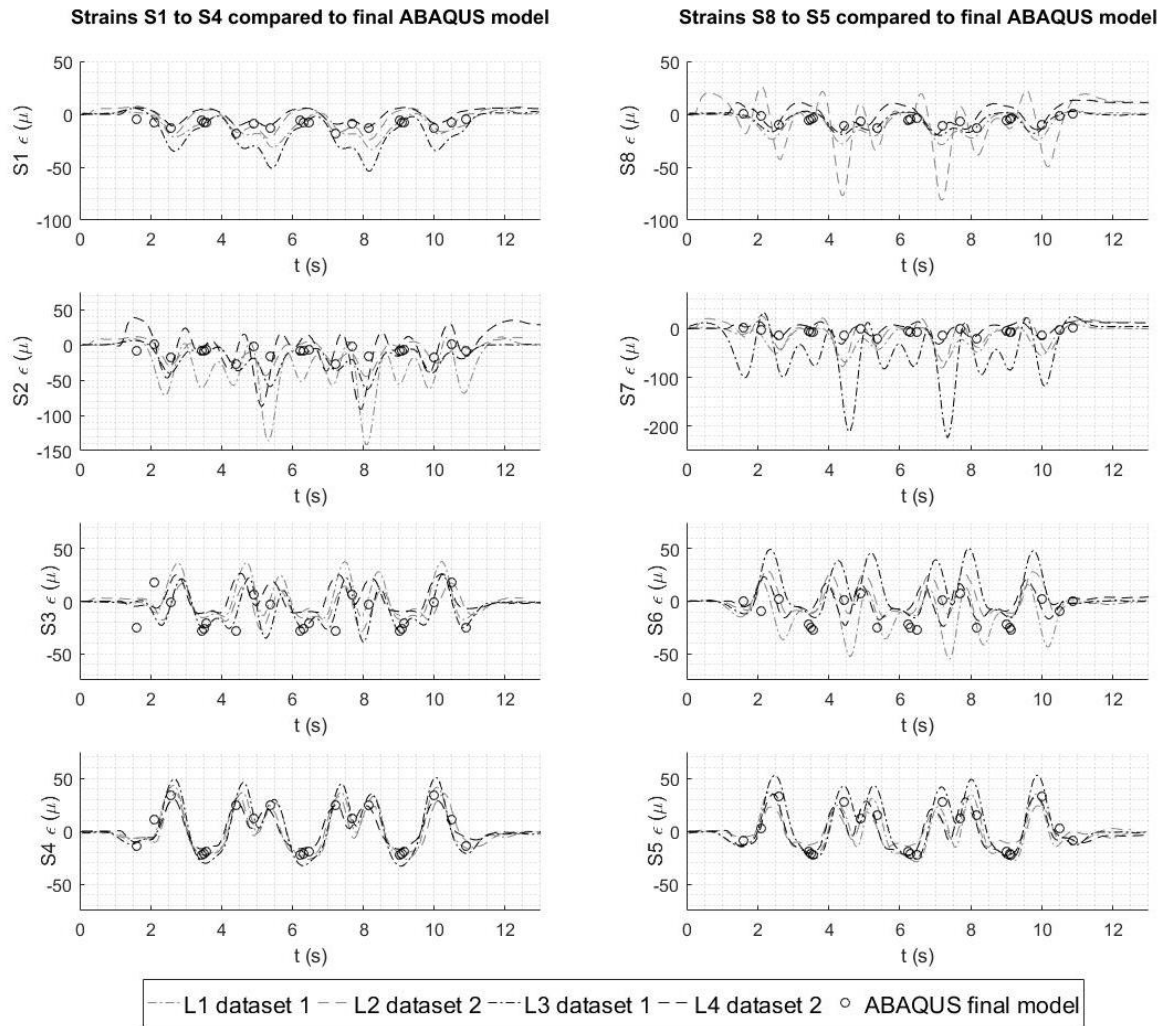 Strains S1 to S4 compared to final ABAQUS model
50
0
-50
-100
S1 ϵ (μ)
0 2 4 6 8 10 12
t (s)
50
0
-50
-100
-150
S2 ϵ (μ)
0 2 4 6 8 10 12
t (s)
50
0
-50
S3 ϵ (μ)
0 2 4 6 8 10 12
t (s)
50
0
-50
S4 ϵ (μ)
0 2 4 6 8 10 12
t (s)
Strains S8 to S5 compared to final ABAQUS model
50
0
-50
-100
S8 ϵ (μ)
0 2 4 6 8 10 12
t (s)
0
-100
-200
S7 ϵ (μ)
0 2 4 6 8 10 12
t (s)
50
0
-50
S6 ϵ (μ)
0 2 4 6 8 10 12
t (s)
50
0
-50
S5 ϵ (μ)
0 2 4 6 8 10 12
t (s)
L1 dataset 1 L2 dataset 2 L3 dataset 1 L4 dataset 2 ABAQUS final model